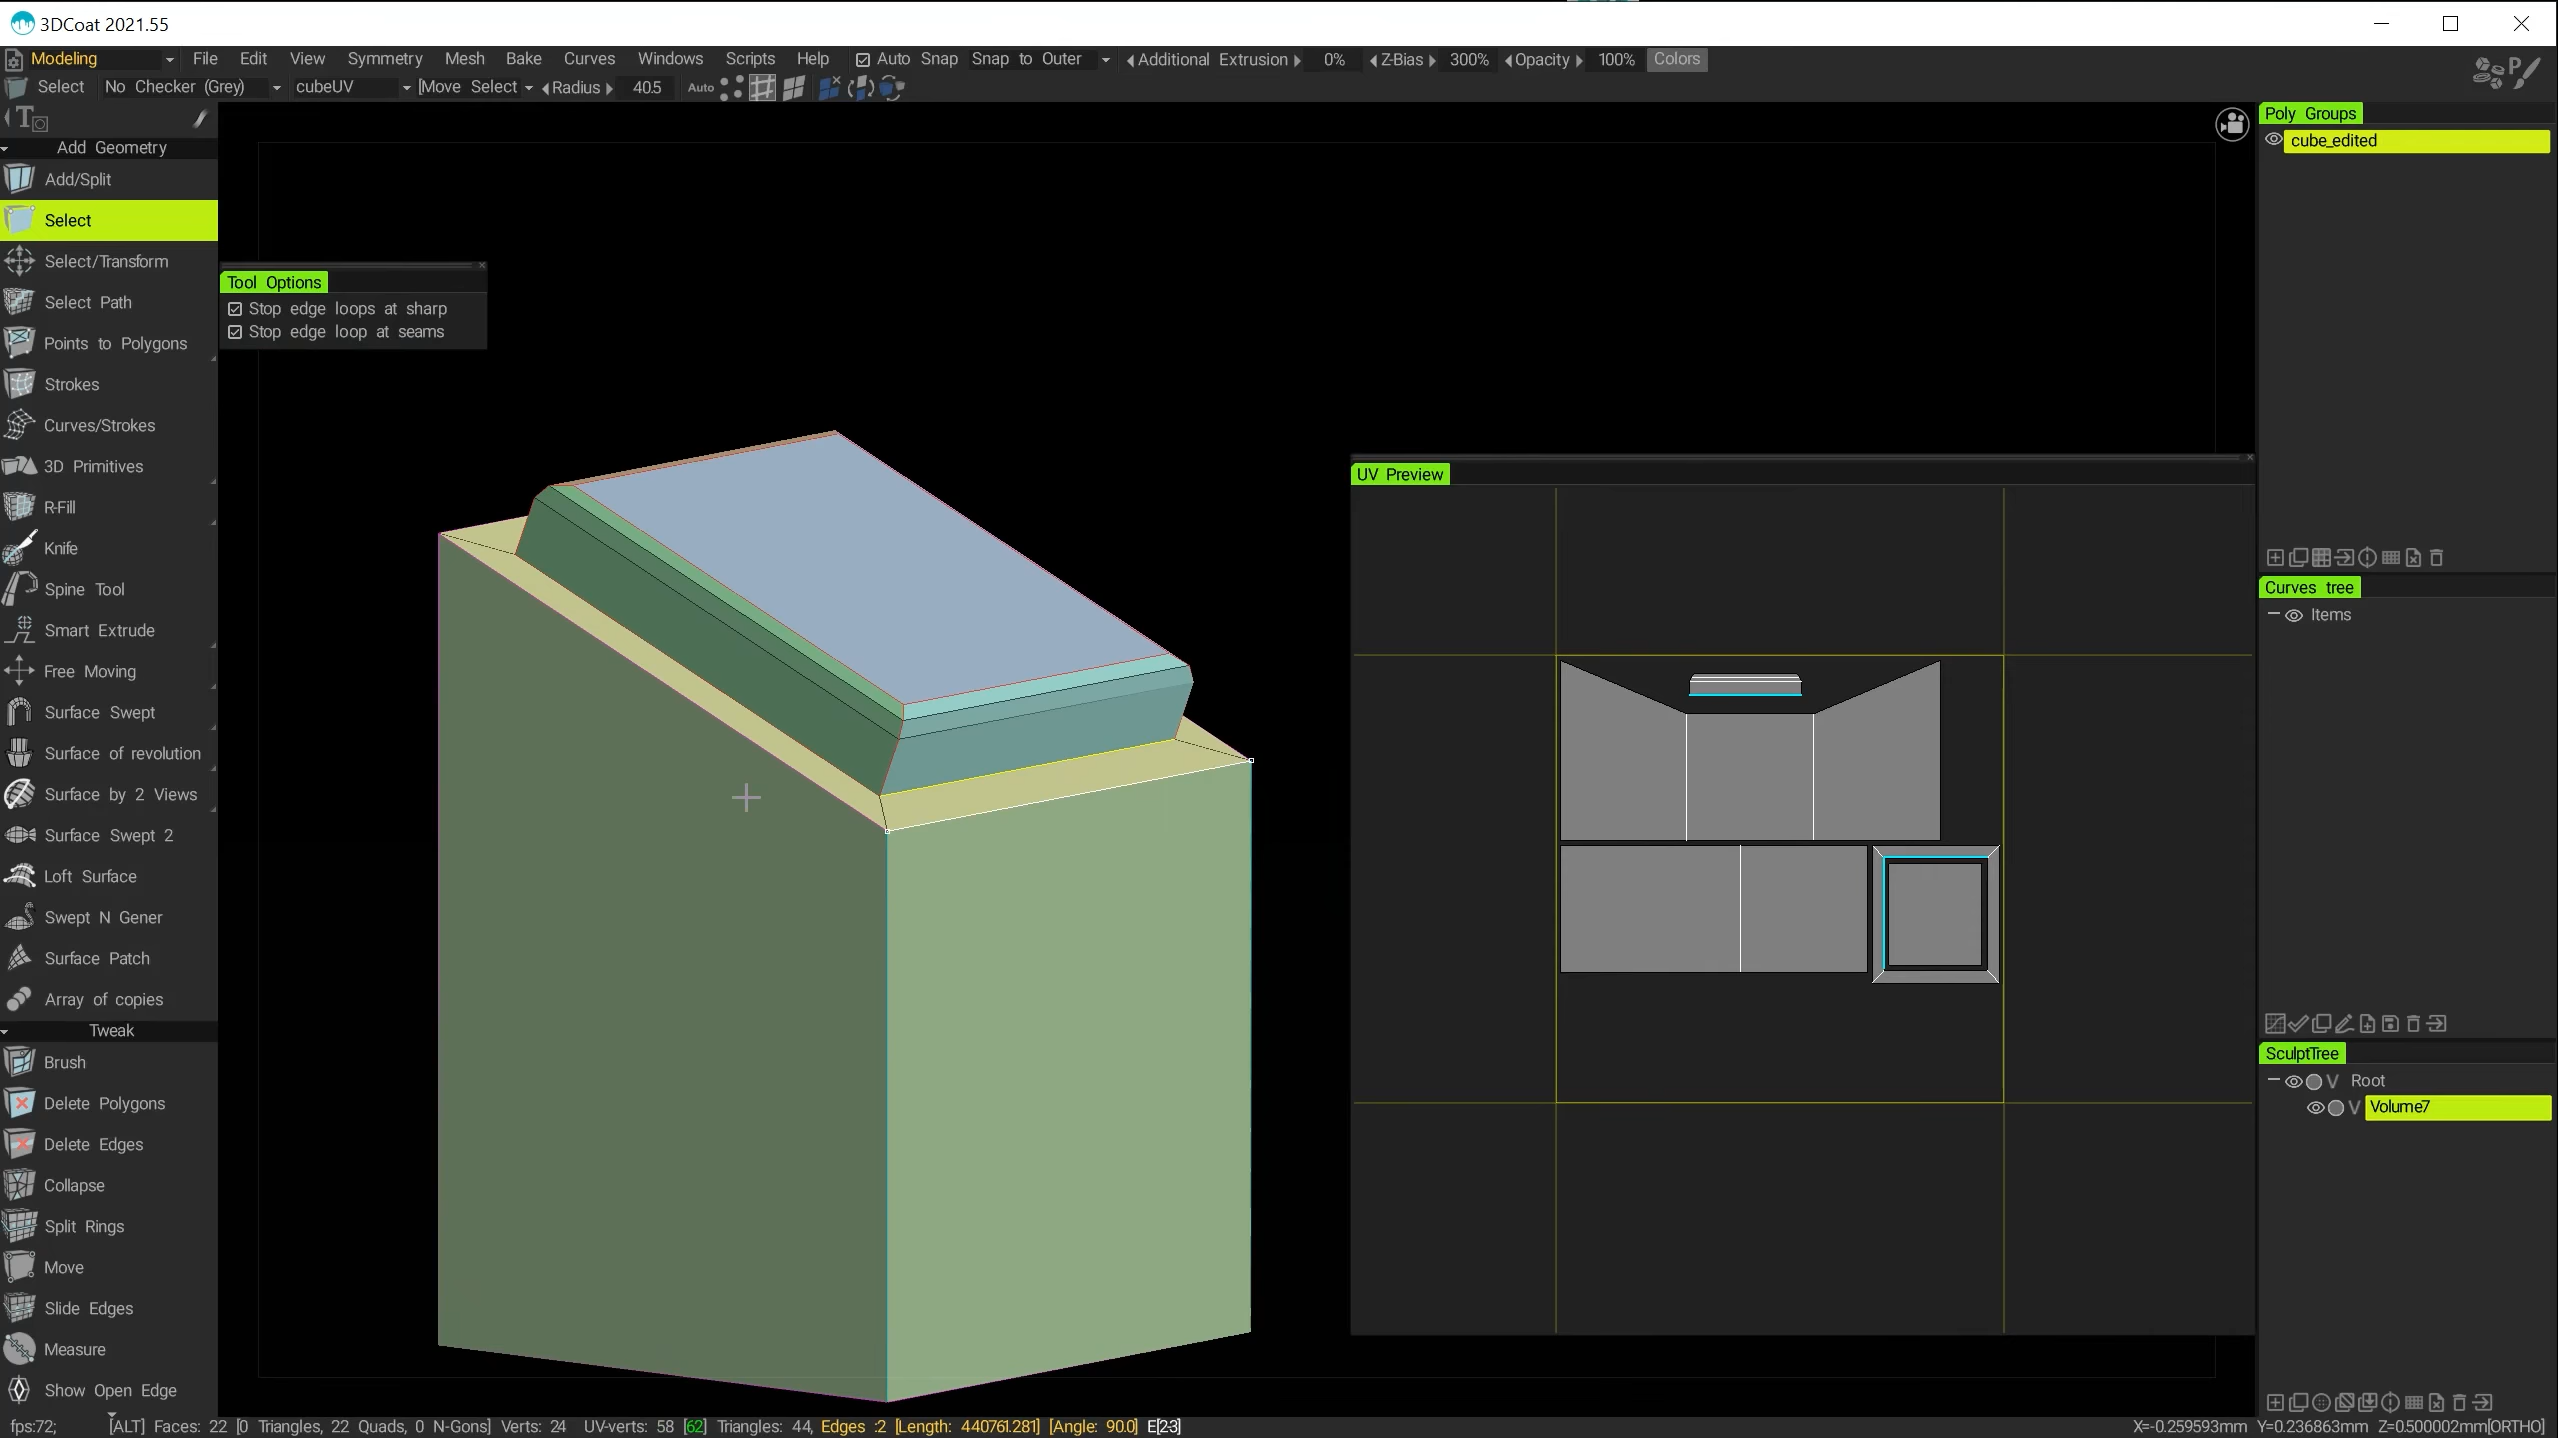 3DCoat 2021.55
Modeling File Edit View Symmetry Mesh Bake Curves Windows Scripts Help Auto Snap Snap to Outer Additional Extrusion 0% Z-Bias 300% Opacity 100% Colors
Select No Checker (Grey) cubeUV [Move Select Radius 40.5 Auto
P
T
Add Geometry
Add/Split
Select
Select/Transform
Select Path
Points to Polygons
Strokes
Curves/Strokes
3D Primitives
R-Fill
Knife
Spine Tool
Smart Extrude
Free Moving
Surface Swept
Surface of revolution
Surface by 2 Views
Surface Swept 2
Loft Surface
Swept N Gener
Surface Patch
Array of copies
Tweak
Brush
Delete Polygons
Delete Edges
Collapse
Split Rings
Move
Slide Edges
Measure
Show Open Edge
Tool Options
Stop edge loops at sharp
Stop edge loop at seams
UV Preview
Poly Groups
cube_edited
Curves tree
Items
SculptTree
V Root
V Volume7
fps:72; [ALT] Faces: 22 [0 Triangles, 22 Quads, 0 N-Gons] Verts: 24 UV-verts: 58 [62] Triangles: 44, Edges :2 [Length: 440761.281] [Angle: 90.0] E[23] X=-0.259593mm Y=0.236863mm Z=0.500002mm[ORTHO]